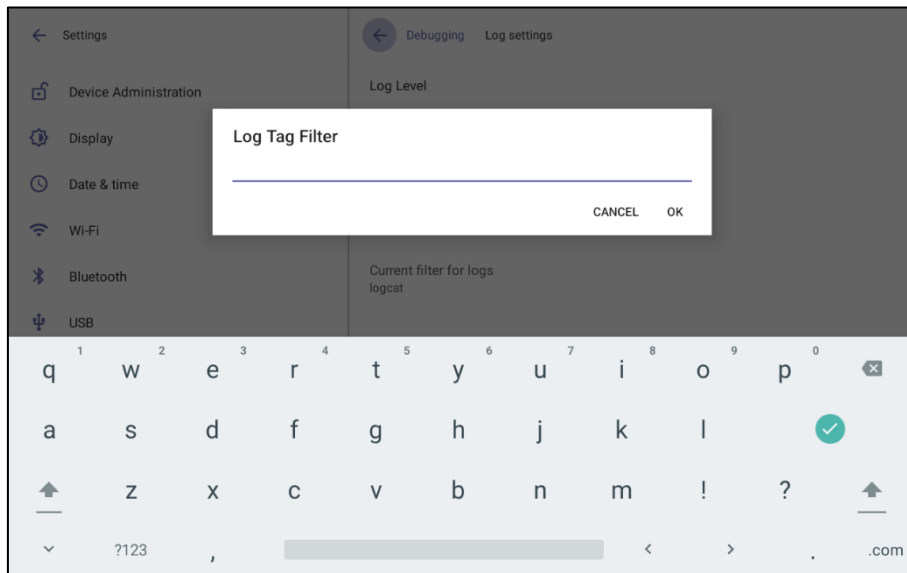 Settings
Debugging Log settings
Device Administration
Log Level
Display
Log Tag Filter
Date & time
CANCEL OK
Wi-Fi
Current filter for logs
Bluetooth
logcat
USB
1 2 3 4 5 6 7 8 9 0
q w e r t y u i o p
a s d f g h j k l
z x c v b n m ! ?
?123 , < > . .com